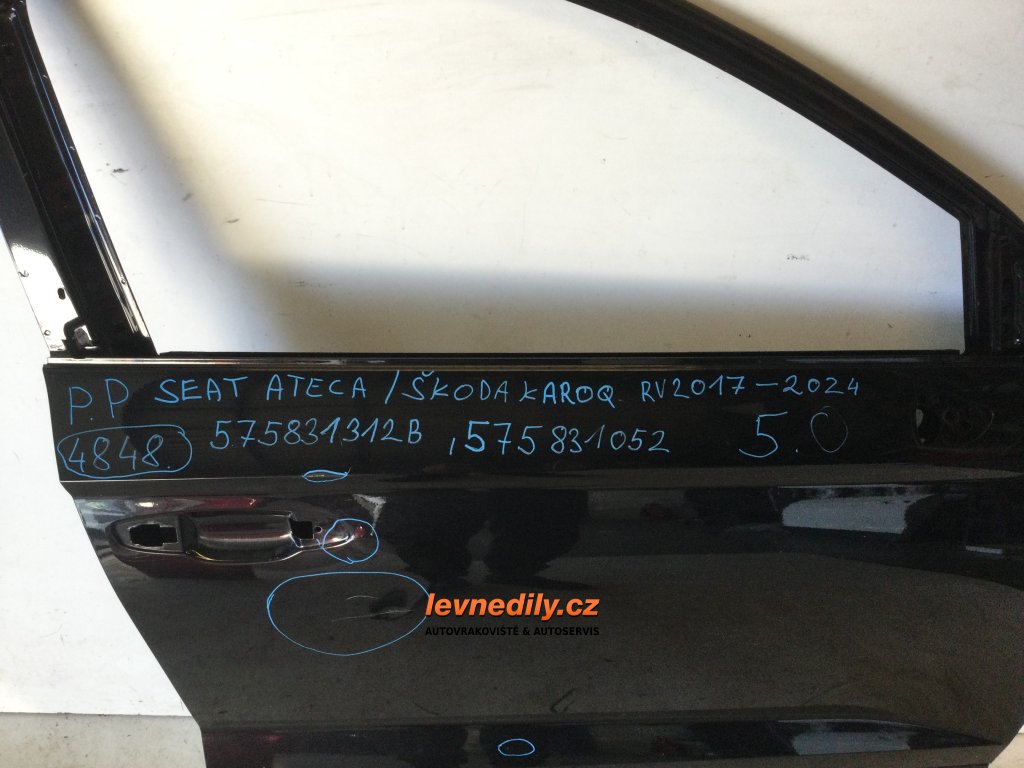 P.P SEAT ATECA / ŠKODA KAROQ RV2017-2024
4848. 575831312B , 575831052 5.0
levnedily.cz
AUTOVRAKOVIŠTĚ & AUTOSERVIS